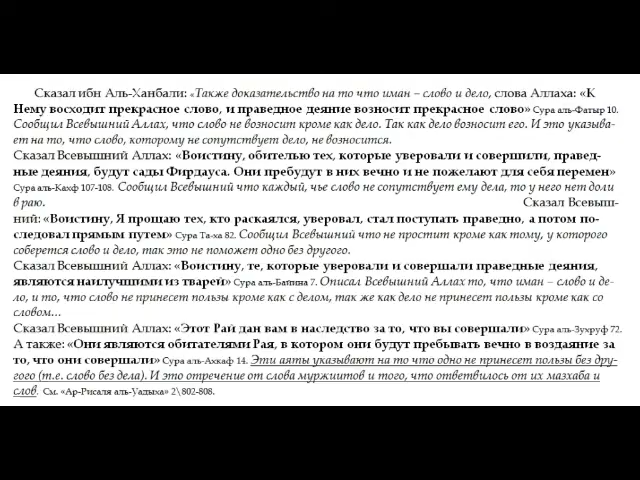 Сказал ибн Аль-Ханбали: «Также доказательство на то что иман – слово и дело, слова Аллаха: «К
Нему восходит прекрасное слово, и праведное деяние возносит прекрасное слово» Сура аль-Фатыр 10.
Сообщил Всевышний Аллах, что слово не возносит кроме как дело. Так как дело возносит его. И это указыва-
ет на то, что слово, которому не сопутствует дело, не возносится.
Сказал Всевышний Аллах: «Воистину, обителью тех, которые уверовали и совершили, правед-
ные деяния, будут сады Фирдауса. Они пребудут в них вечно и не пожелают для себя перемен»
Сура аль-Кахф 107-108. Сообщил Всевышний что каждый, чье слово не сопутствует ему дела, то у него нет доли
в раю. Сказал Всевыш-
ний: «Воистину, Я прощаю тех, кто раскаялся, уверовал, стал поступать праведно, а потом по-
следовал прямым путем» Сура Та-ха 82. Сообщил Всевышний что не простит кроме как тому, у которого
соберется слово и дело, так это не поможет одно без другого.
Сказал Всевышний Аллах: «Воистину, те, которые уверовали и совершали праведные деяния,
являются наилучшими из тварей» Сура аль-Байина 7. Описал Всевышний Аллах то, что иман – слово и де-
ло, и то, что слово не принесет пользы кроме как с делом, так же как дело не принесет пользы кроме как со
словом…
Сказал Всевышний Аллах: «Этот Рай дан вам в наследство за то, что вы совершали» Сура аль-Зухруф 72.
А также: «Они являются обитателями Рая, в котором они будут пребывать вечно в воздаяние за
то, что они совершали» Сура аль-Ахкаф 14. Эти аяты указывают на то что одно не принесет пользы без дру-
гого (т.е. слово без дела). И это отречение от слова муржиитов и того, что ответвилось от их мазхаба и
слов. См. «Ар-Рисаля аль-Уадыха» 2\802-808.